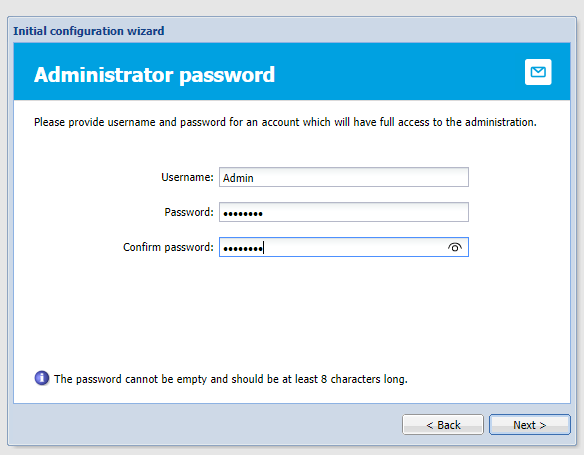 Initial configuration wizard
Administrator password
Please provide username and password for an account which will have full access to the administration.
Username: Admin
Password: ••••••••
Confirm password: ••••••••
The password cannot be empty and should be at least 8 characters long.
< Back Next >